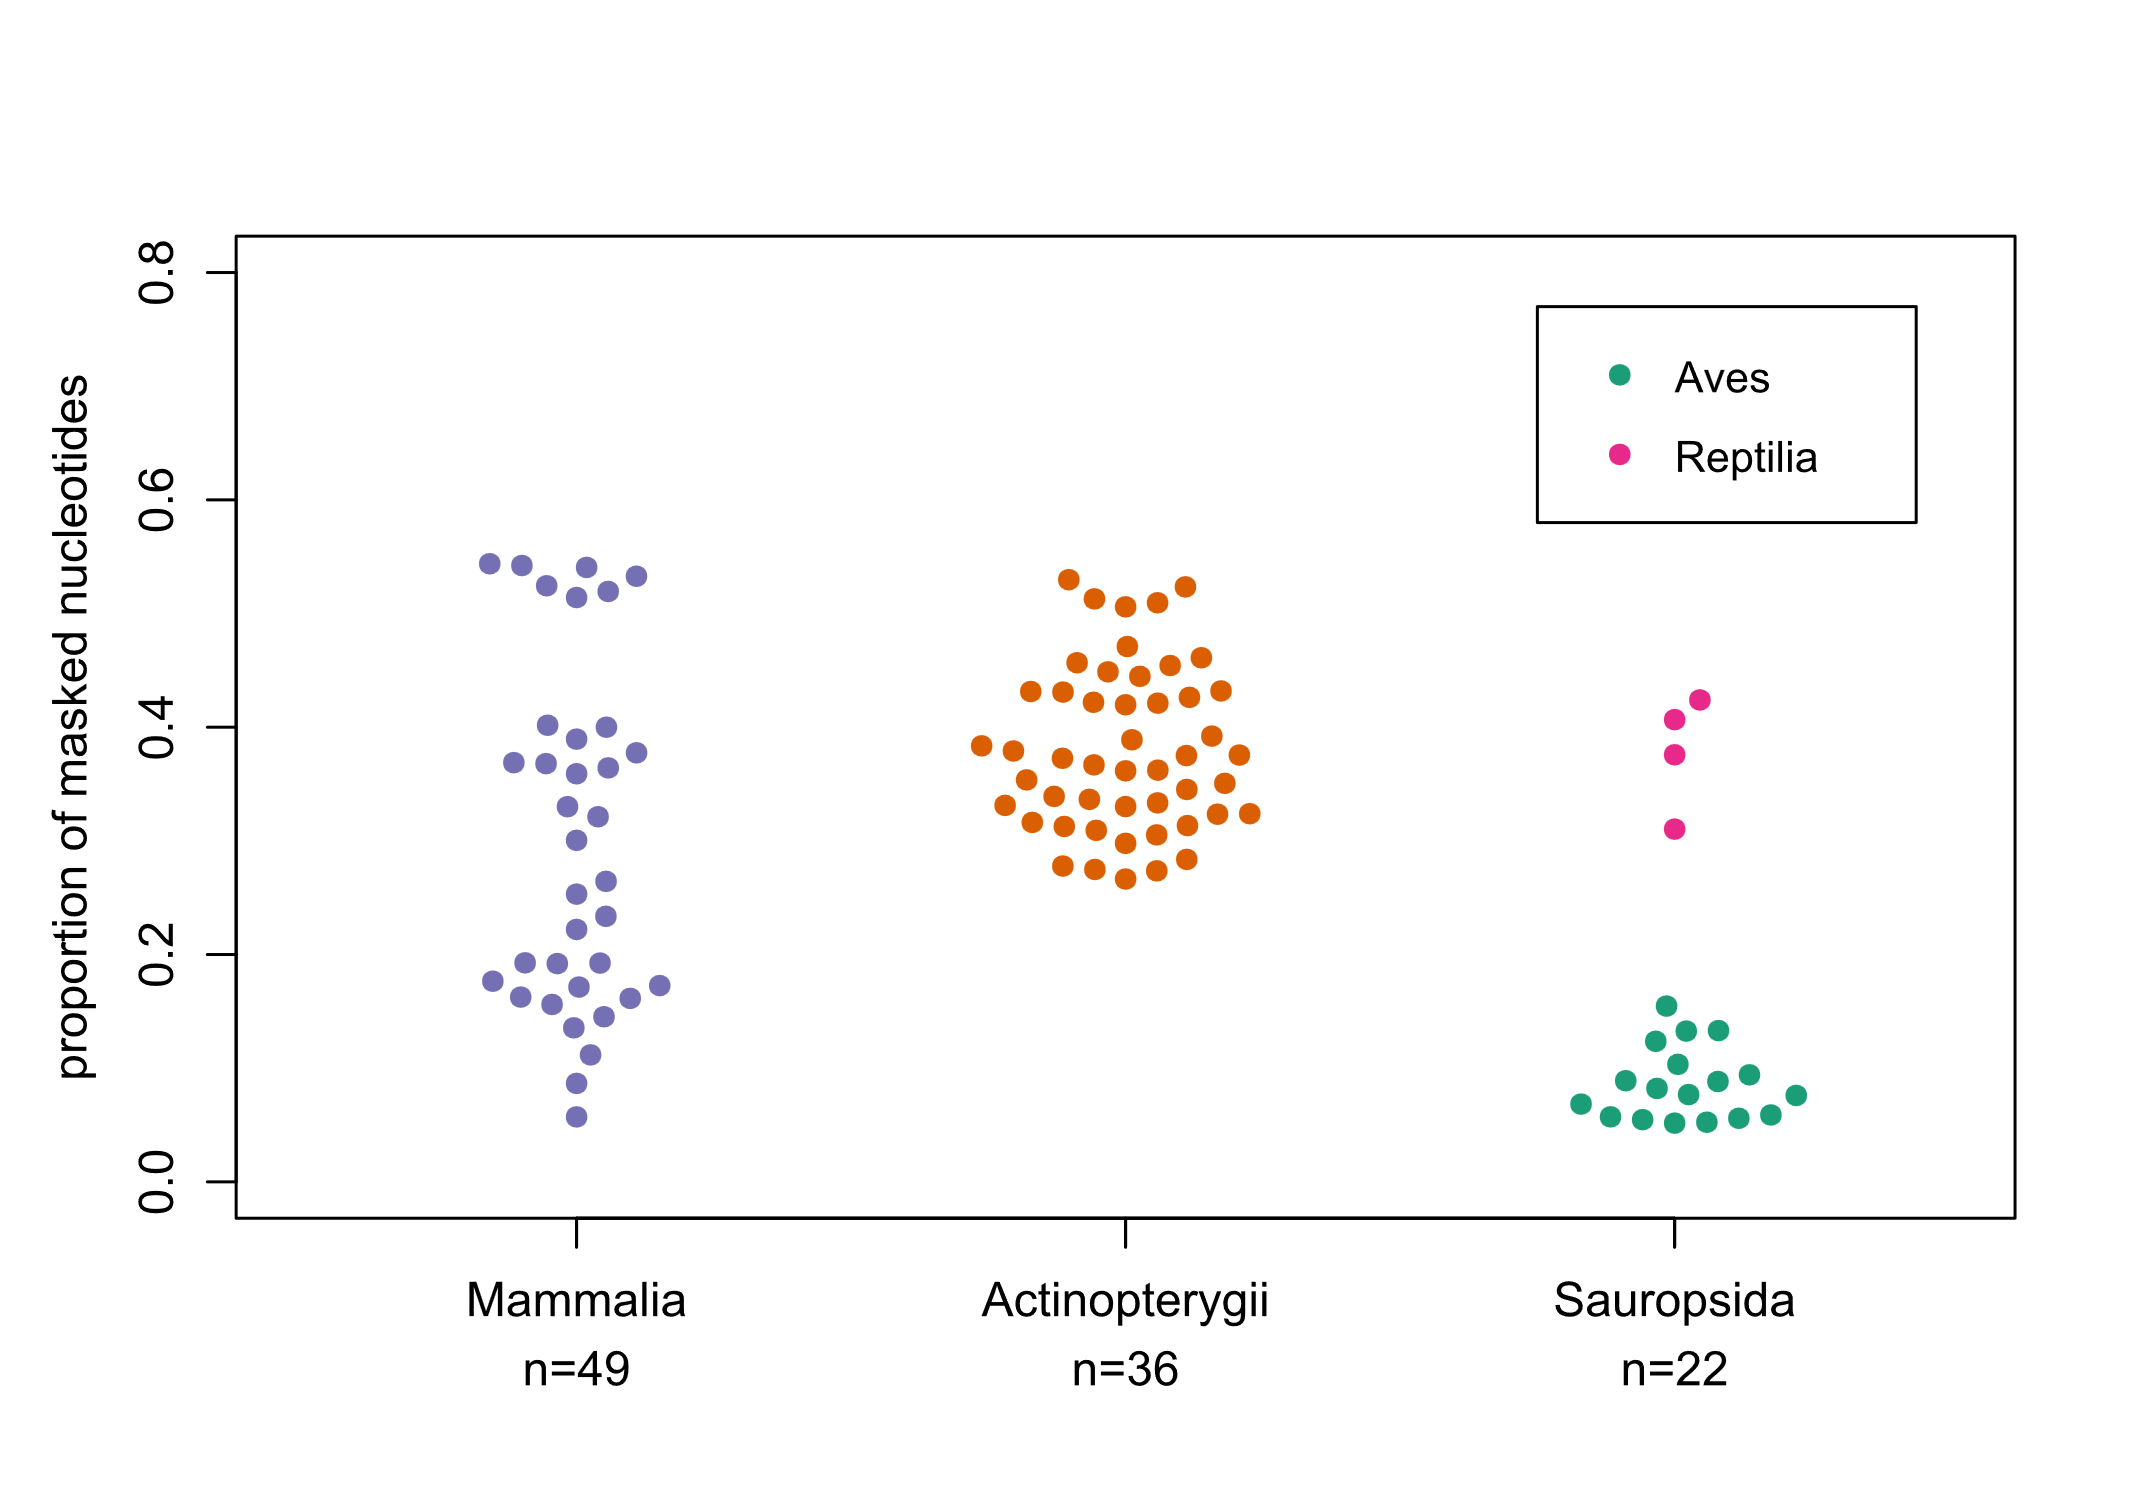 proportion of masked nucleotides
0.8
0.6
0.4
0.2
0.0
Aves
Reptilia
Mammalia
Actinopterygii
Sauropsida
n=49
n=36
n=22